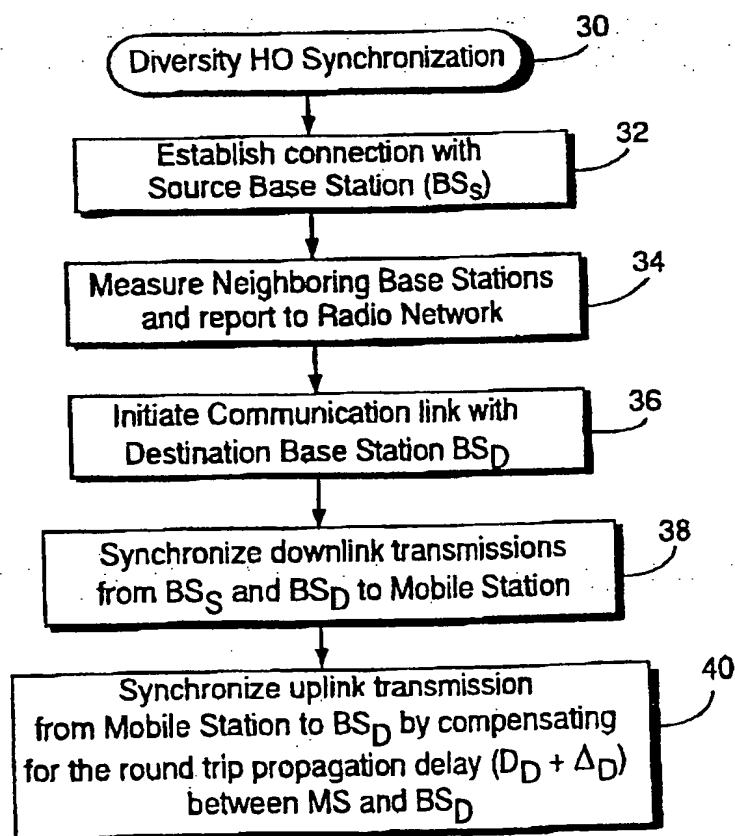 30
Diversity HO Synchronization
32
Establish connection with
Source Base Station (BSs)
34
Measure Neighboring Base Stations
and report to Radio Network
36
Initiate Communication link with
Destination Base Station BSD
38
Synchronize downlink transmissions
from BSS and BSD to Mobile Station
40
Synchronize uplink transmission
from Mobile Station to BSD by compensating
for the round trip propagation delay (DD + ΔD)
between MS and BSD